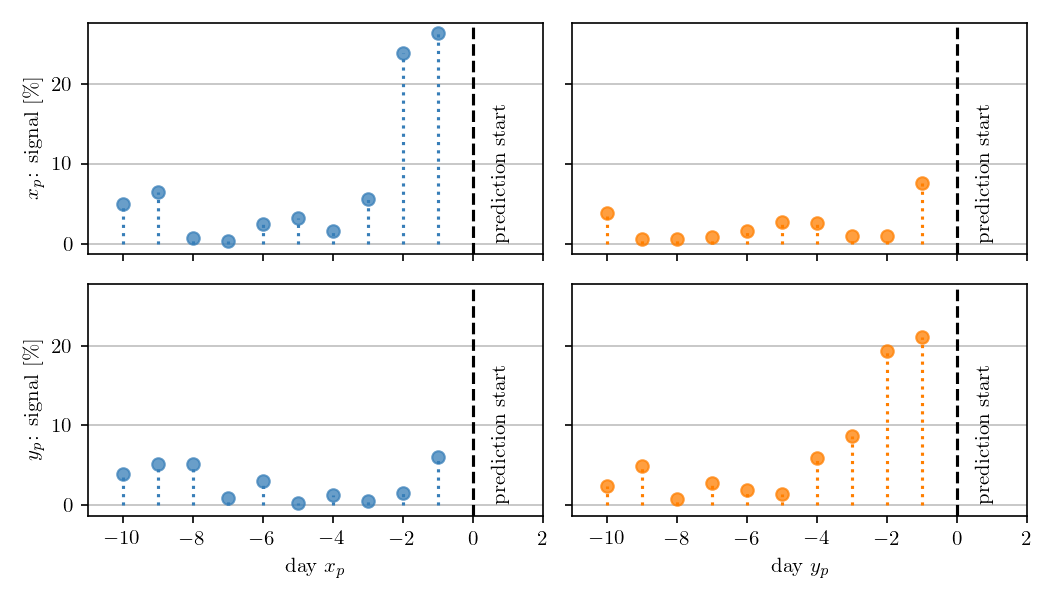 x_p: signal [%]
20
10
0
prediction start
prediction start
y_p: signal [%]
20
10
0
prediction start
prediction start
−10 −8 −6 −4 −2 0 2
−10 −8 −6 −4 −2 0 2
day x_p
day y_p